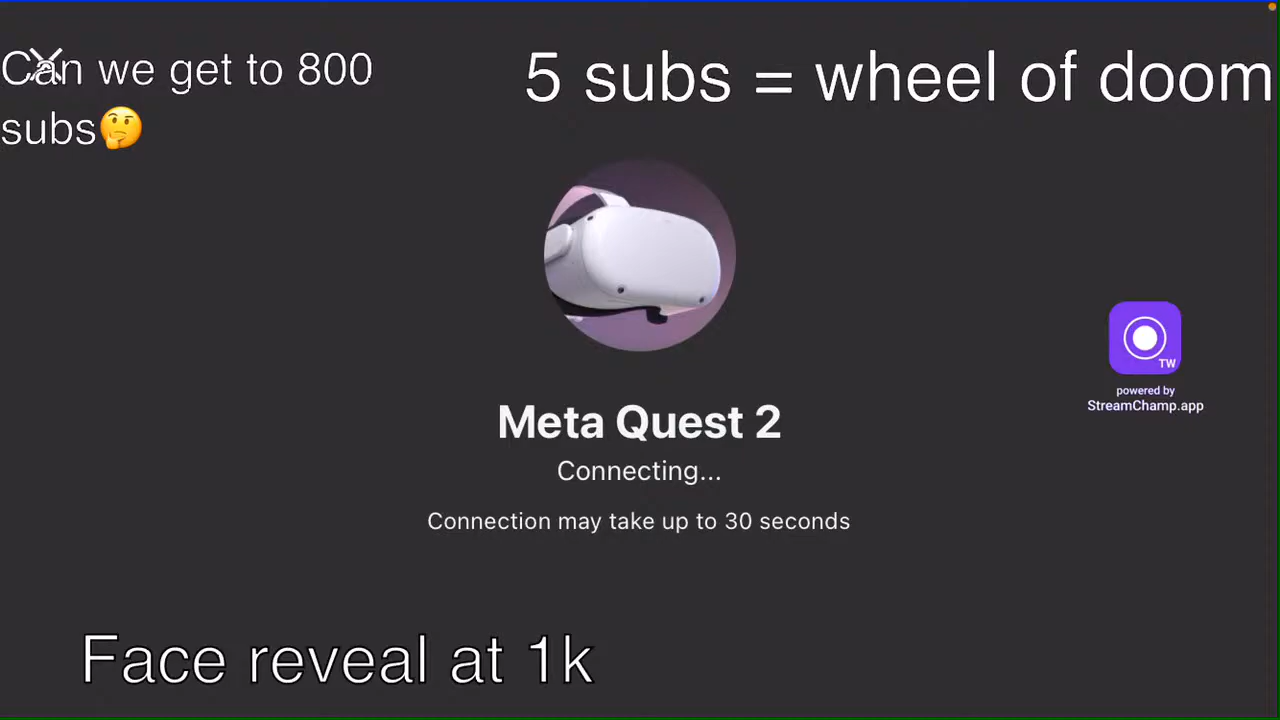 Can we get to 800
subs🤔
5 subs = wheel of doom
TW
powered by
StreamChamp.app
Meta Quest 2
Connecting...
Connection may take up to 30 seconds
Face reveal at 1k